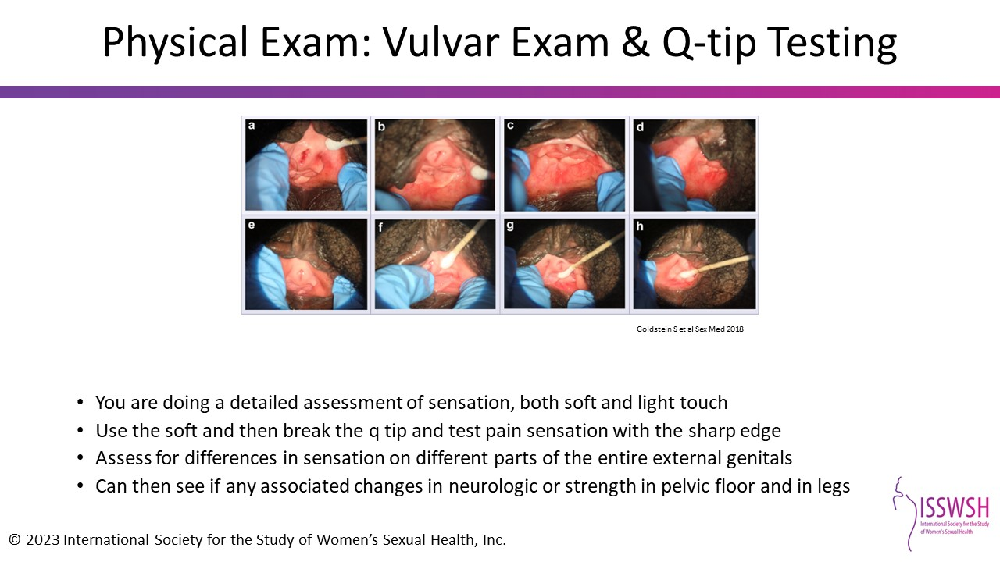 Physical Exam: Vulvar Exam & Q-tip Testing
a
b
c
d
e
f
g
h
Goldstein S et al Sex Med 2018
• You are doing a detailed assessment of sensation, both soft and light touch
• Use the soft and then break the q tip and test pain sensation with the sharp edge
• Assess for differences in sensation on different parts of the entire external genitals
• Can then see if any associated changes in neurologic or strength in pelvic floor and in legs
ISSWSH
International Society for the Study
of Women's Sexual Health
© 2023 International Society for the Study of Women’s Sexual Health, Inc.